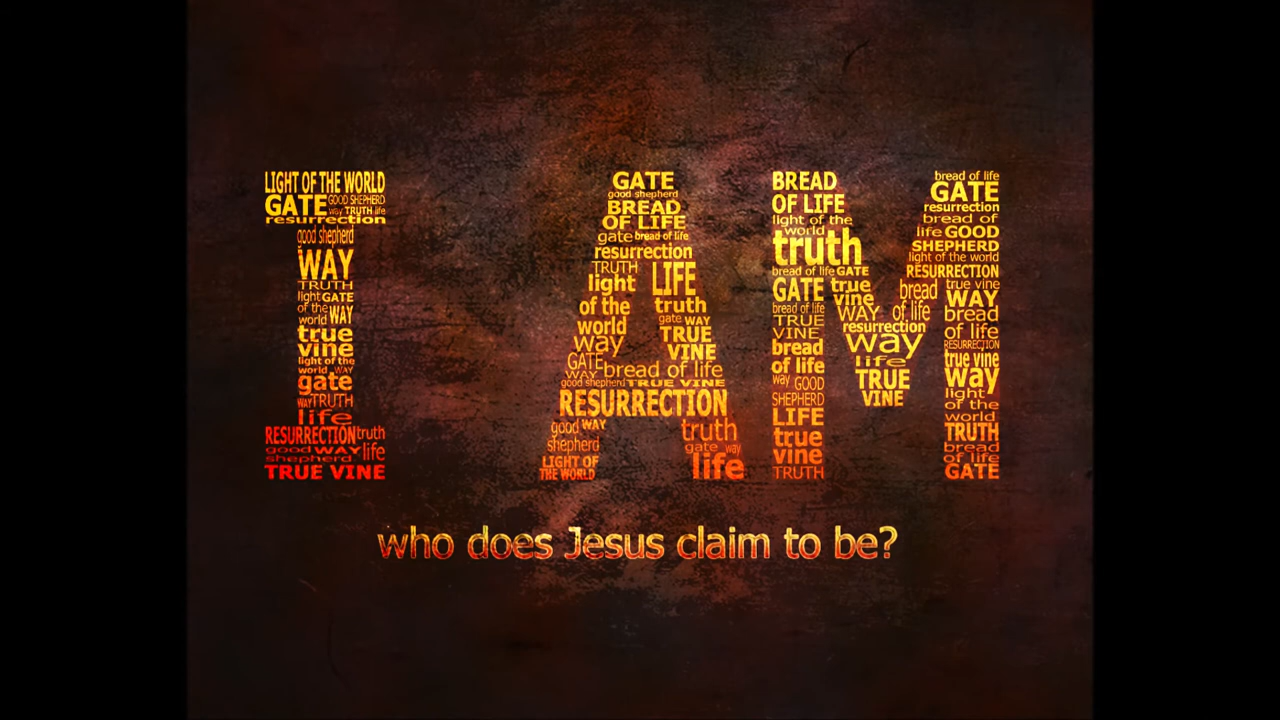 LIGHT OF THE WORLD
GATE GOOD SHEPHERD
way TRUTH life
resurrection
good shepherd
WAY
TRUTH
light GATE
of the WAY
world
true
vine
light of the
world WAY
gate
WAY TRUTH
life
RESURRECTION truth
good WAY life
shepherd
TRUE VINE
GATE
good shepherd
BREAD
OF LIFE
gate bread of life
resurrection
TRUTH LIFE
light
of the truth
world gate WAY
way TRUE
VINE
GATE
WAY bread of life
good shepherd TRUE VINE
RESURRECTION
good WAY truth
shepherd gate way
LIGHT OF life
THE WORLD
BREAD
OF LIFE
light of the
world
truth
bread of life GATE
GATE true
vine
bread of life WAY
TRUE
VINE resurrection
bread way
of life life
way GOOD TRUE
SHEPHERD VINE
LIFE
true
vine
TRUTH
bread of life
GATE
resurrection
bread of
life GOOD
SHEPHERD
light of the world
RESURRECTION
bread true vine
of life WAY
bread
of life
RESURRECTION
true vine
way
light
of the
world
TRUTH
bread
of life
GATE
who does Jesus claim to be?